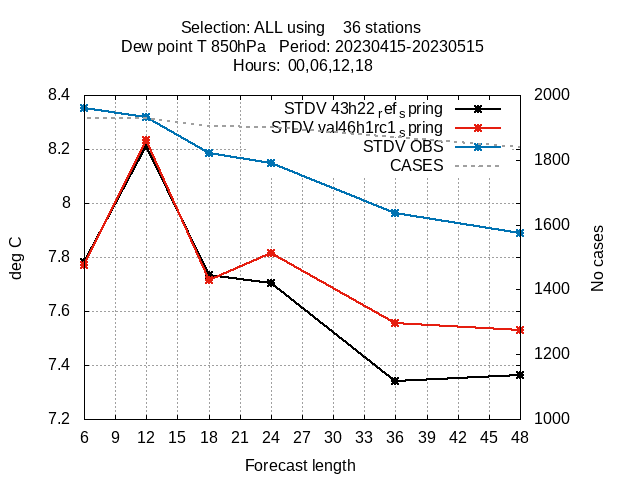 Selection: ALL using    36 stations
Dew point T 850hPa   Period: 20230415-20230515
Hours:  00,06,12,18
8.4
8.2
8
7.8
7.6
7.4
7.2
2000
1800
1600
1400
1200
1000
STDV 43h22_ref_spring
STDV val46h1rc1_spring
STDV OBS
CASES
deg C
No cases
6 9 12 15 18 21 24 27 30 33 36 39 42 45 48
Forecast length